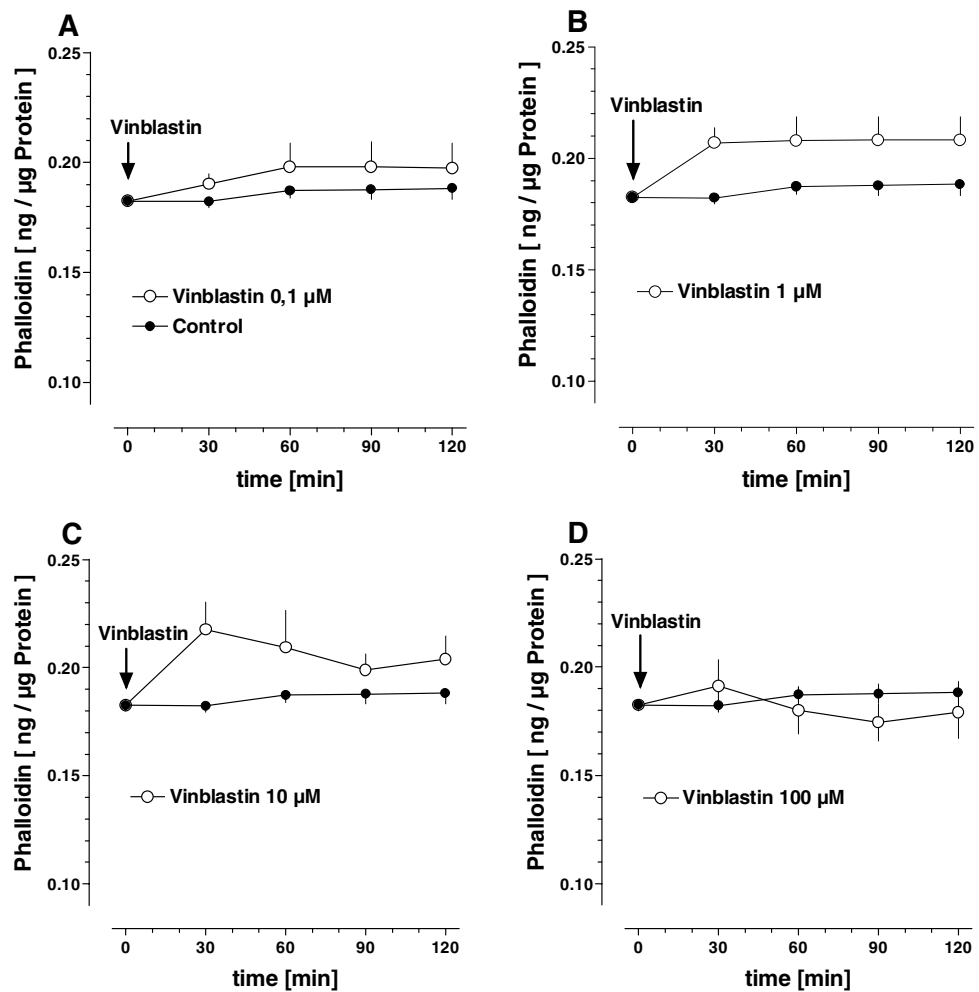 A
Phalloidin [ ng / µg Protein ]
0.25
0.20
0.15
0.10
Vinblastin
Vinblastin 0,1 µM
Control
0 30 60 90 120
time [min]
B
Phalloidin [ ng / µg Protein ]
0.25
0.20
0.15
0.10
Vinblastin
Vinblastin 1 µM
0 30 60 90 120
time [min]
C
Phalloidin [ ng / µg Protein ]
0.25
0.20
0.15
0.10
Vinblastin
Vinblastin 10 µM
0 30 60 90 120
time [min]
D
Phalloidin [ ng / µg Protein ]
0.25
0.20
0.15
0.10
Vinblastin
Vinblastin 100 µM
0 30 60 90 120
time [min]